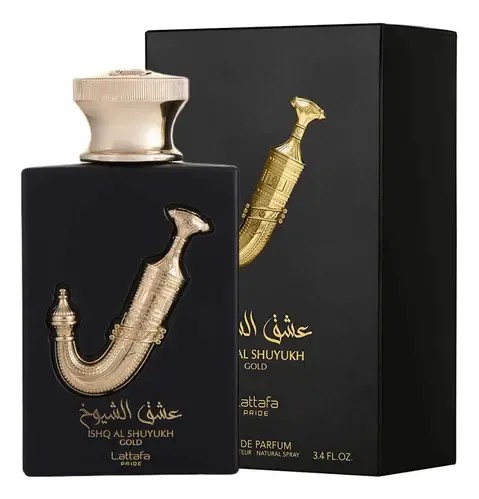 عشق الشيوخ
ISHQ AL SHUYUKH
GOLD
Lattafa
PRIDE
عشق
AL SHUYUKH
GOLD
Lattafa
PRIDE
DE PARFUM
TEUR . NATURAL SPRAY 3.4 FL.OZ.